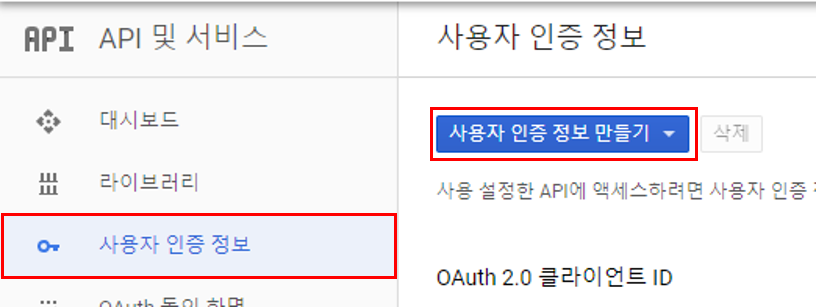 API API 및 서비스
대시보드
라이브러리
사용자 인증 정보
OAuth 동의 화면
사용자 인증 정보
사용자 인증 정보 만들기 삭제
사용 설정한 API에 액세스하려면 사용자 인증
OAuth 2.0 클라이언트 ID